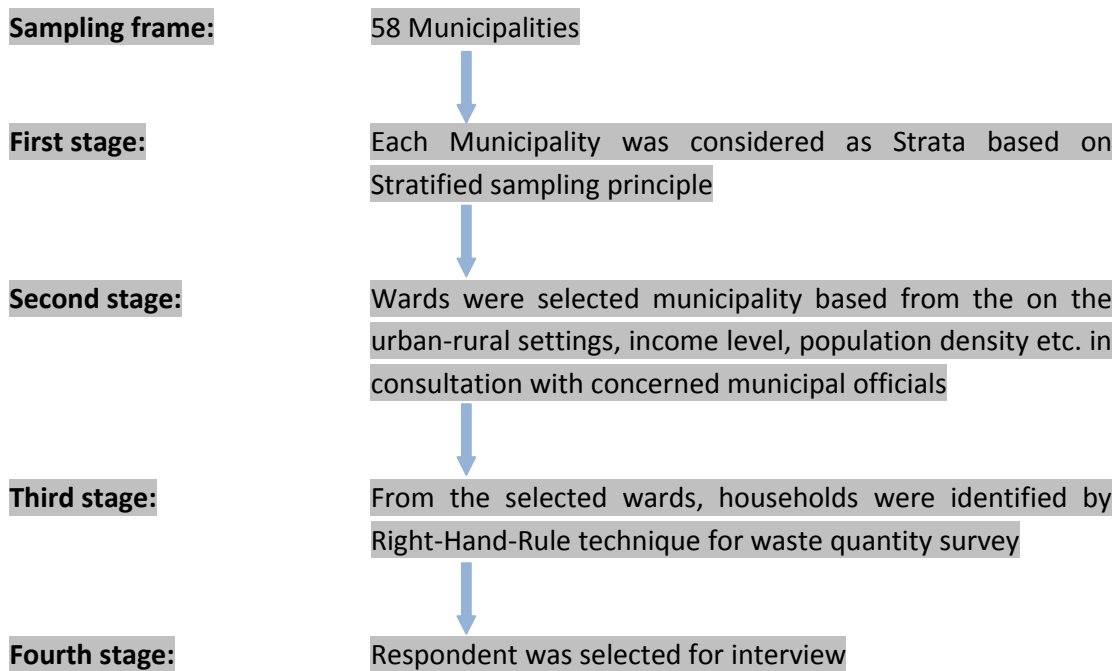 Sampling frame: 58 Municipalities
First stage: Each Municipality was considered as Strata based on
Stratified sampling principle
Second stage: Wards were selected municipality based from the on the
urban-rural settings, income level, population density etc. in
consultation with concerned municipal officials
Third stage: From the selected wards, households were identified by
Right-Hand-Rule technique for waste quantity survey
Fourth stage: Respondent was selected for interview